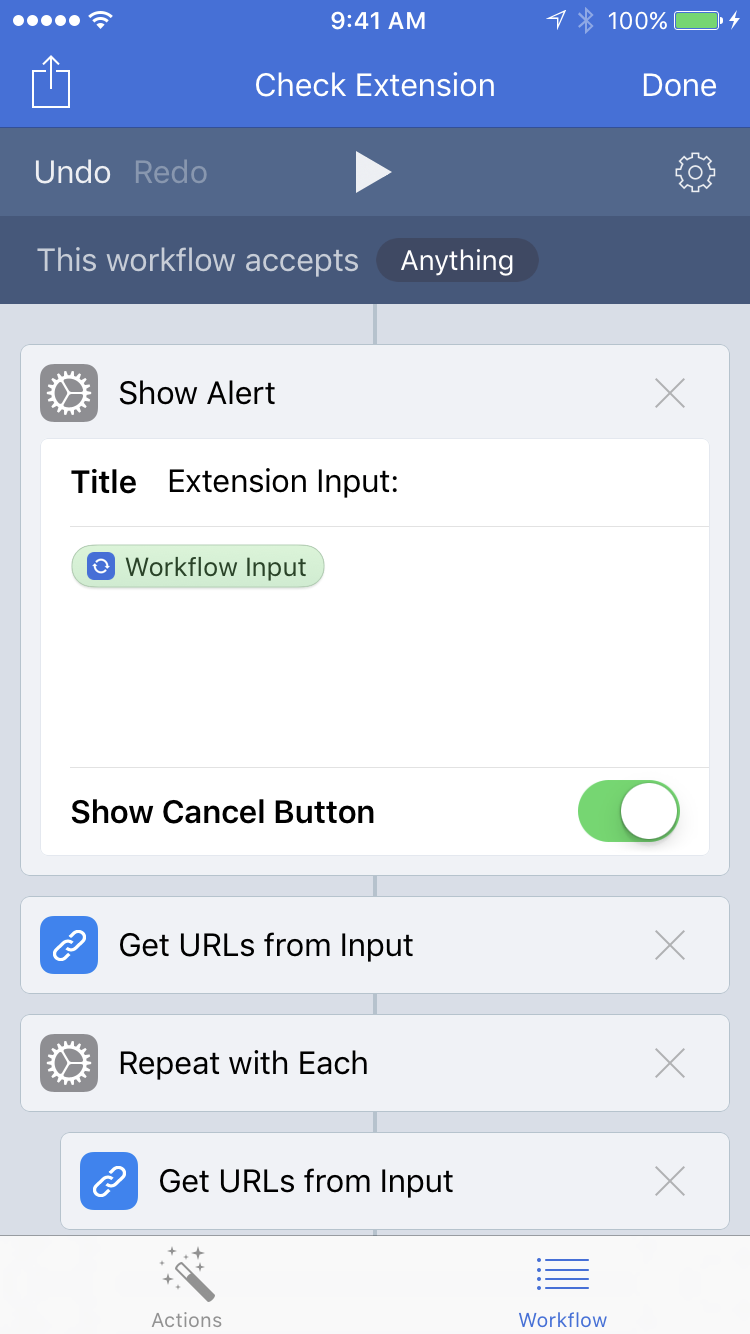 9:41 AM 100%
Check Extension Done
Undo Redo
This workflow accepts Anything
Show Alert
Title Extension Input:
Workflow Input
Show Cancel Button
Get URLs from Input
Repeat with Each
Get URLs from Input
Actions Workflow